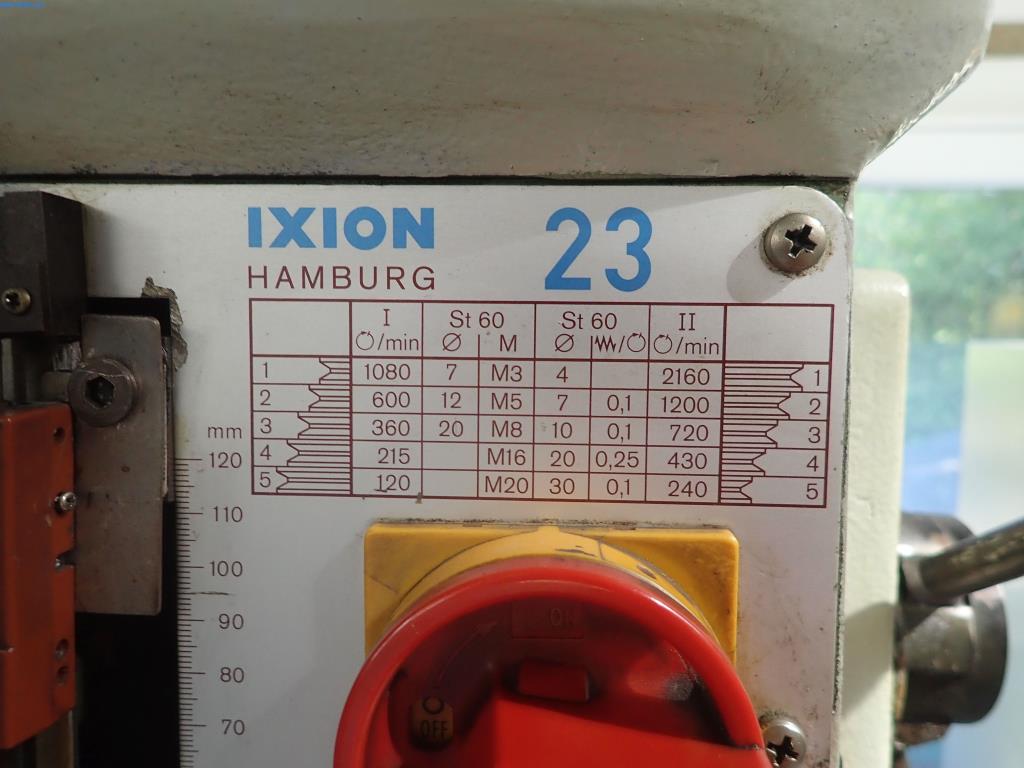 IXION 23
HAMBURG
I St 60 St 60 II
/min Ø M Ø / /min
1 1080 7 M3 4 2160 1
2 600 12 M5 7 0,1 1200 2
3 360 20 M8 10 0,1 720 3
4 215 M16 20 0,25 430 4
5 120 M20 30 0,1 240 5
mm
120
110
100
90
80
70
ON
OFF